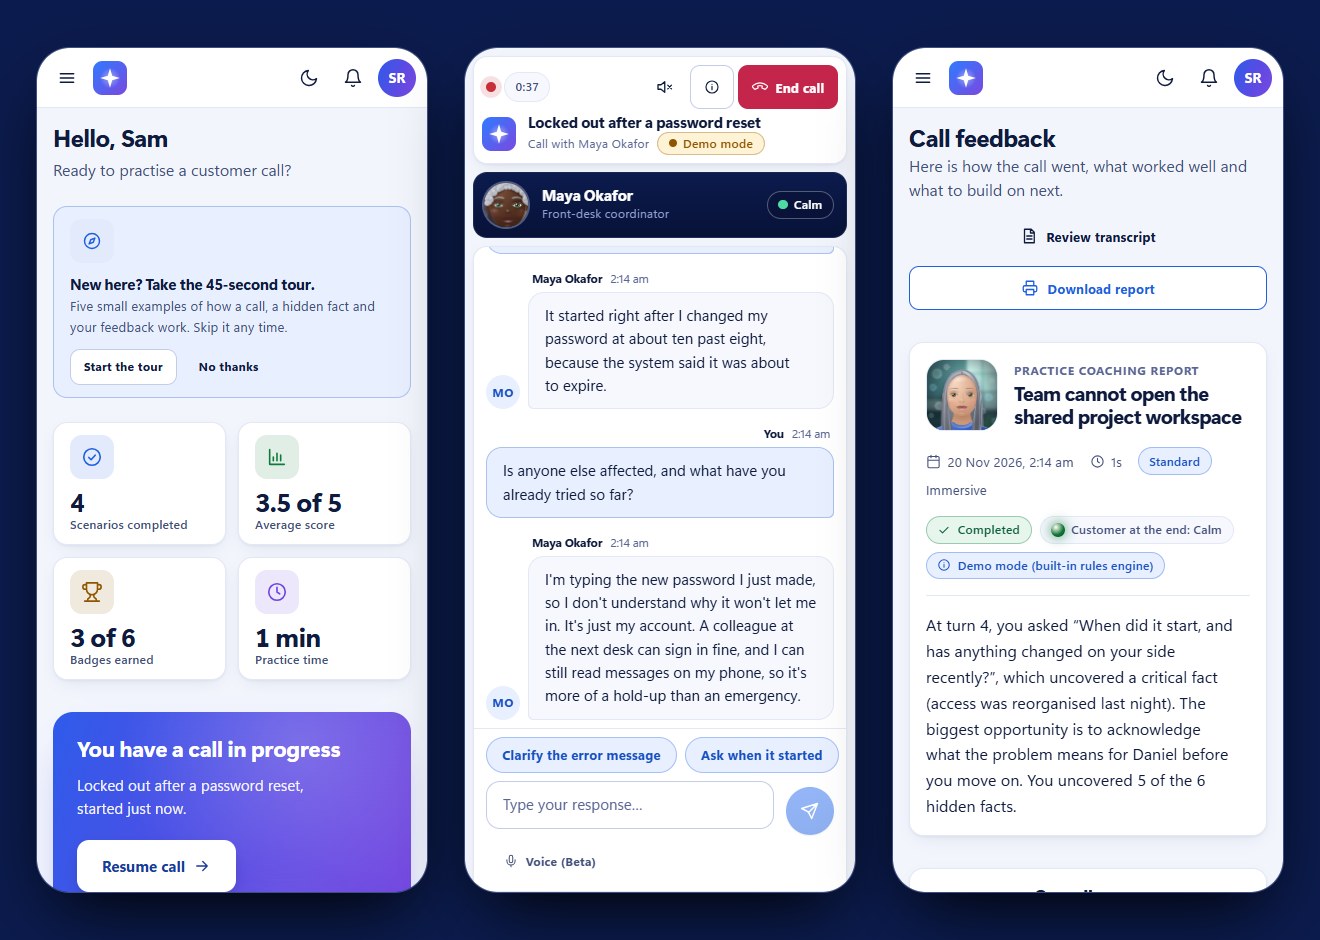 SR
Hello, Sam
Ready to practise a customer call?
New here? Take the 45-second tour.
Five small examples of how a call, a hidden fact and
your feedback work. Skip it any time.
Start the tour
No thanks
4
Scenarios completed
3.5 of 5
Average score
3 of 6
Badges earned
1 min
Practice time
You have a call in progress
Locked out after a password reset,
started just now.
Resume call
0:37
End call
Locked out after a password reset
Call with Maya Okafor
Demo mode
Maya Okafor
Front-desk coordinator
Calm
Maya Okafor 2:14 am
It started right after I changed my
password at about ten past eight,
because the system said it was about
to expire.
MO
You 2:14 am
Is anyone else affected, and what have you
already tried so far?
Maya Okafor 2:14 am
I'm typing the new password I just made,
so I don't understand why it won't let me
in. It's just my account. A colleague at
the next desk can sign in fine, and I can
still read messages on my phone, so it's
more of a hold-up than an emergency.
MO
Clarify the error message
Ask when it started
Type your response...
Voice (Beta)
SR
Call feedback
Here is how the call went, what worked well and
what to build on next.
Review transcript
Download report
PRACTICE COACHING REPORT
Team cannot open the
shared project workspace
20 Nov 2026, 2:14 am
1s
Standard
Immersive
Completed
Customer at the end: Calm
Demo mode (built-in rules engine)
At turn 4, you asked “When did it start, and
has anything changed on your side
recently?”, which uncovered a critical fact
(access was reorganised last night). The
biggest opportunity is to acknowledge
what the problem means for Daniel before
you move on. You uncovered 5 of the 6
hidden facts.